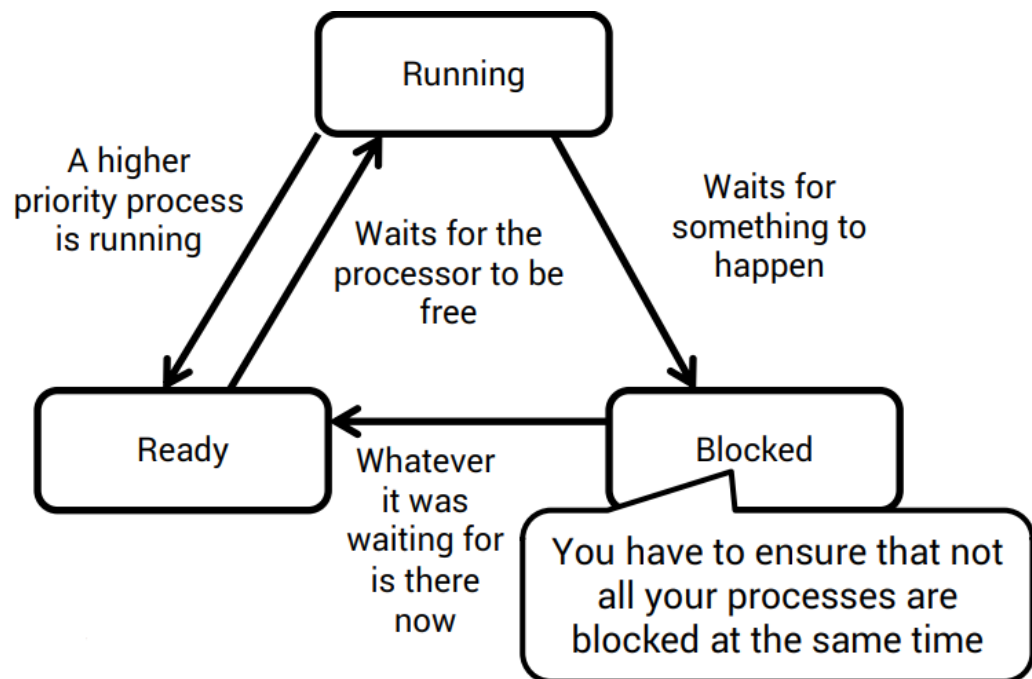 Running
A higher
priority process
is running
Waits for the
processor to be
free
Waits for
something to
happen
Ready
Blocked
Whatever
it was
waiting for
is there
now
You have to ensure that not
all your processes are
blocked at the same time